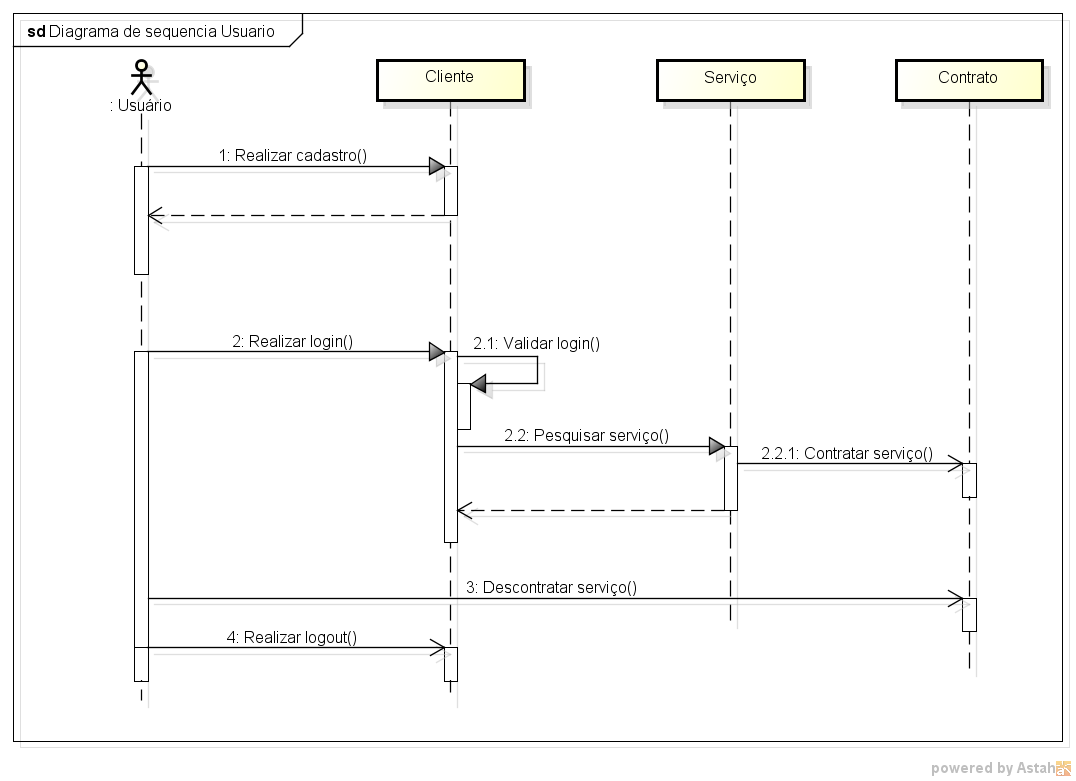 sd Diagrama de sequencia Usuario
: Usuário
Cliente
Serviço
Contrato
1: Realizar cadastro()
2: Realizar login()
2.1: Validar login()
2.2: Pesquisar serviço()
2.2.1: Contratar serviço()
3: Descontratar serviço()
4: Realizar logout()
powered by Astah